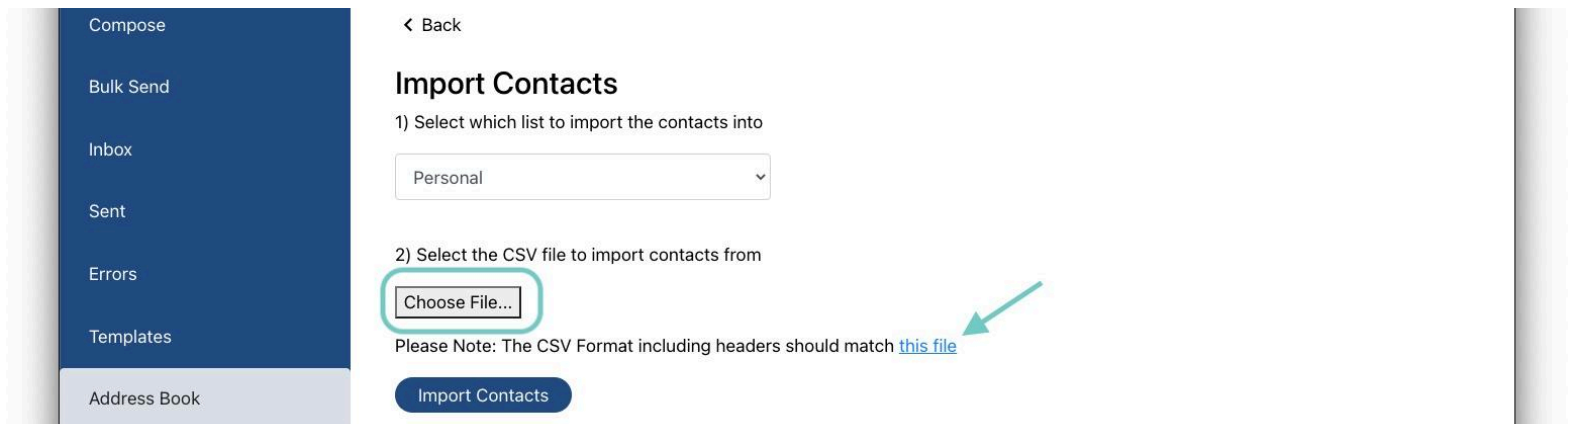 Compose
Bulk Send
Inbox
Sent
Errors
Templates
Address Book
Back
Import Contacts
1) Select which list to import the contacts into
Personal
2) Select the CSV file to import contacts from
Choose File...
Please Note: The CSV Format including headers should match this file
Import Contacts